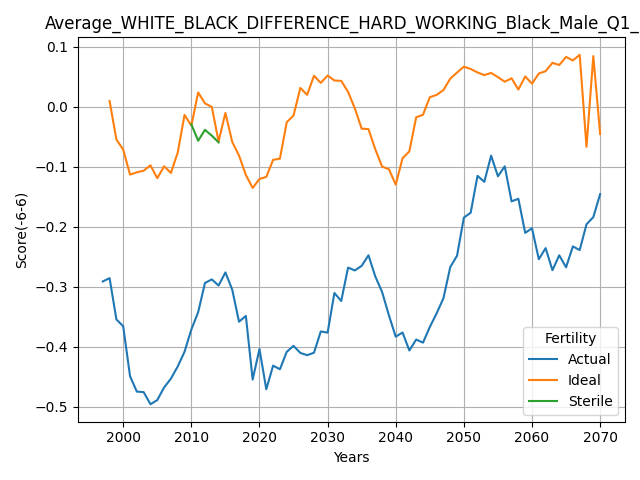 Average_WHITE_BLACK_DIFFERENCE_HARD_WORKING_Black_Male_Q1_
0.1
0.0
−0.1
−0.2
−0.3
−0.4
−0.5
Score(-6-6)
2000 2010 2020 2030 2040 2050 2060 2070
Years
Fertility
Actual
Ideal
Sterile